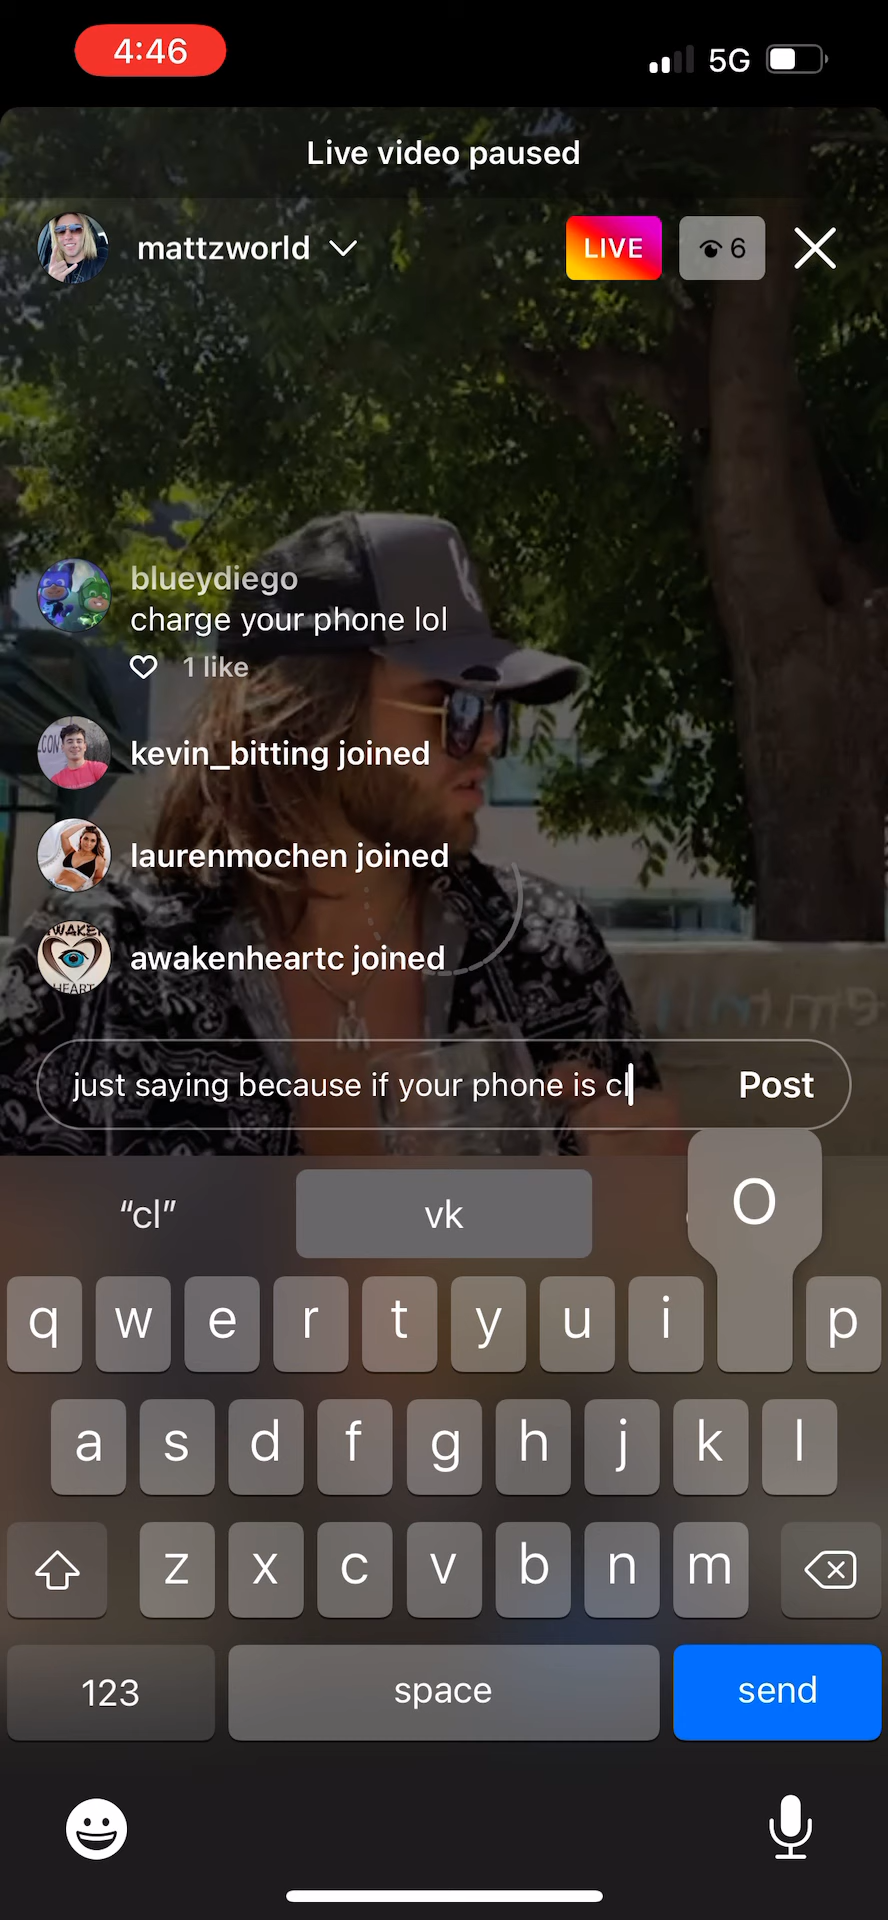 4:46
5G
Live video paused
mattzworld
LIVE
6
blueydiego
charge your phone lol
1 like
kevin_bitting joined
laurenmochen joined
awakenheartc joined
just saying because if your phone is cl
Post
“cl”
vk
O
q w e r t y u i p
a s d f g h j k l
z x c v b n m
123
space
send